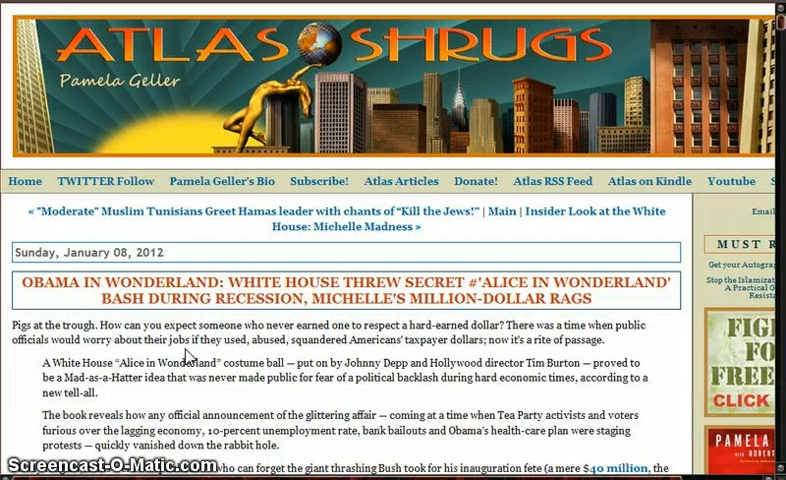 ATLAS SHRUGS
Pamela Geller
Home TWITTER Follow Pamela Geller's Bio Subscribe! Atlas Articles Donate! Atlas RSS Feed Atlas on Kindle Youtube S
« "Moderate" Muslim Tunisians Greet Hamas leader with chants of “Kill the Jews!” | Main | Insider Look at the White
House: Michelle Madness »
Email
Sunday, January 08, 2012
MUST R
OBAMA IN WONDERLAND: WHITE HOUSE THREW SECRET #'ALICE IN WONDERLAND'
BASH DURING RECESSION, MICHELLE'S MILLION-DOLLAR RAGS
Get your Autogra
Stop the Islamizat
A Practical G
Resista
Pigs at the trough. How can you expect someone who never earned one to respect a hard-earned dollar? There was a time when public
officials would worry about their jobs if they used, abused, squandered Americans' taxpayer dollars; now it's a rite of passage.
A White House “Alice in Wonderland” costume ball — put on by Johnny Depp and Hollywood director Tim Burton — proved to
be a Mad-as-a-Hatter idea that was never made public for fear of a political backlash during hard economic times, according to a
new tell-all.
FIG
FO
FREE
CLICK
The book reveals how any official announcement of the glittering affair — coming at a time when Tea Party activists and voters
furious over the lagging economy, 10-percent unemployment rate, bank bailouts and Obama’s health-care plan were staging
protests — quickly vanished down the rabbit hole.
PAMELA
WITH ROBERT
who can forget the giant thrashing Bush took for his inauguration fete (a mere $40 million, the
Screencast-O-Matic.com